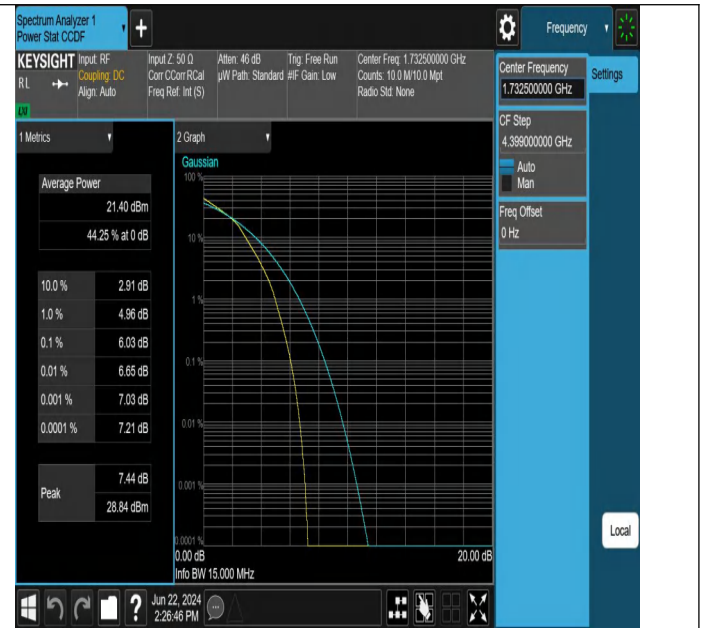 Spectrum Analyzer 1
Power Stat CCDF
Frequency
KEYSIGHT
RL
Input: RF
Coupling: DC
Align: Auto
Input Z: 50 Ω
Corr CCorr RCal
Freq Ref: Int (S)
Atten: 46 dB
µW Path: Standard
Trig: Free Run
#IF Gain: Low
Center Freq: 1.732500000 GHz
Counts: 10.0 M/10.0 Mpt
Radio Std: None
Center Frequency
1.732500000 GHz
Settings
CF Step
4.399000000 GHz
Auto
Man
Freq Offset
0 Hz
1 Metrics
Average Power
21.40 dBm
44.25 % at 0 dB
10.0 % 2.91 dB
1.0 % 4.96 dB
0.1 % 6.03 dB
0.01 % 6.65 dB
0.001 % 7.03 dB
0.0001 % 7.21 dB
Peak
7.44 dB
28.84 dBm
2 Graph
Gaussian
100 %
10 %
1 %
0.1 %
0.01 %
0.001 %
0.0001 %
0.00 dB
20.00 dB
Info BW 15.000 MHz
Local
?
Jun 22, 2024
2:26:46 PM